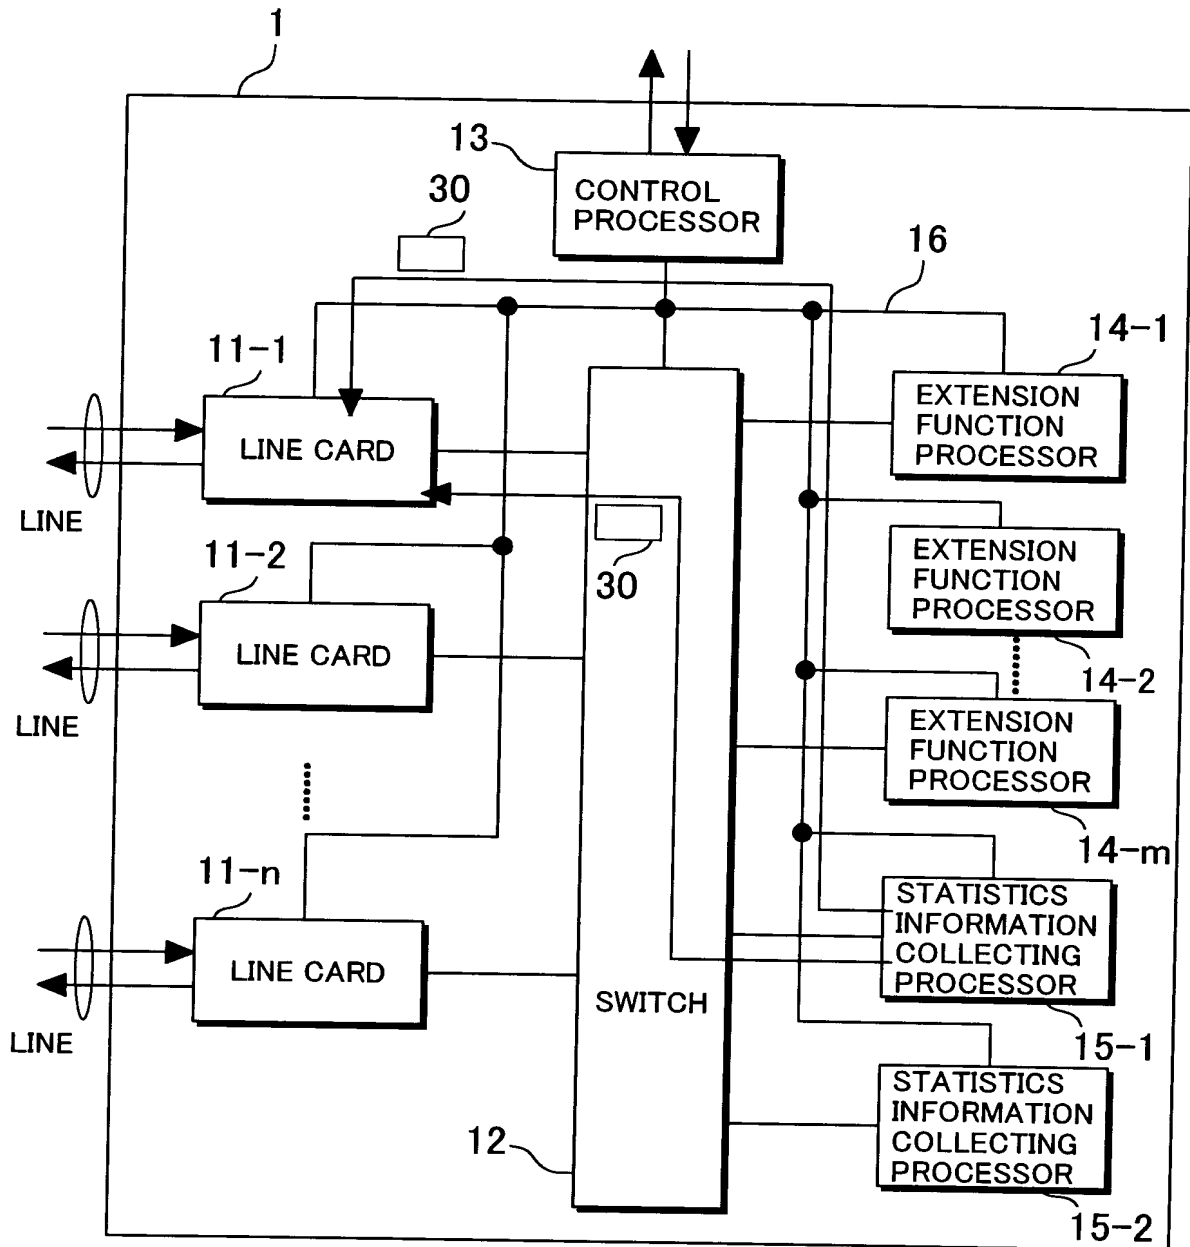 1
13
CONTROL
PROCESSOR
30
16
11-1
14-1
LINE CARD
EXTENSION
FUNCTION
PROCESSOR
LINE
11-2
30
EXTENSION
FUNCTION
PROCESSOR
14-2
LINE CARD
LINE
EXTENSION
FUNCTION
PROCESSOR
14-m
11-n
LINE CARD
LINE
SWITCH
STATISTICS
INFORMATION
COLLECTING
PROCESSOR
15-1
12
STATISTICS
INFORMATION
COLLECTING
PROCESSOR
15-2